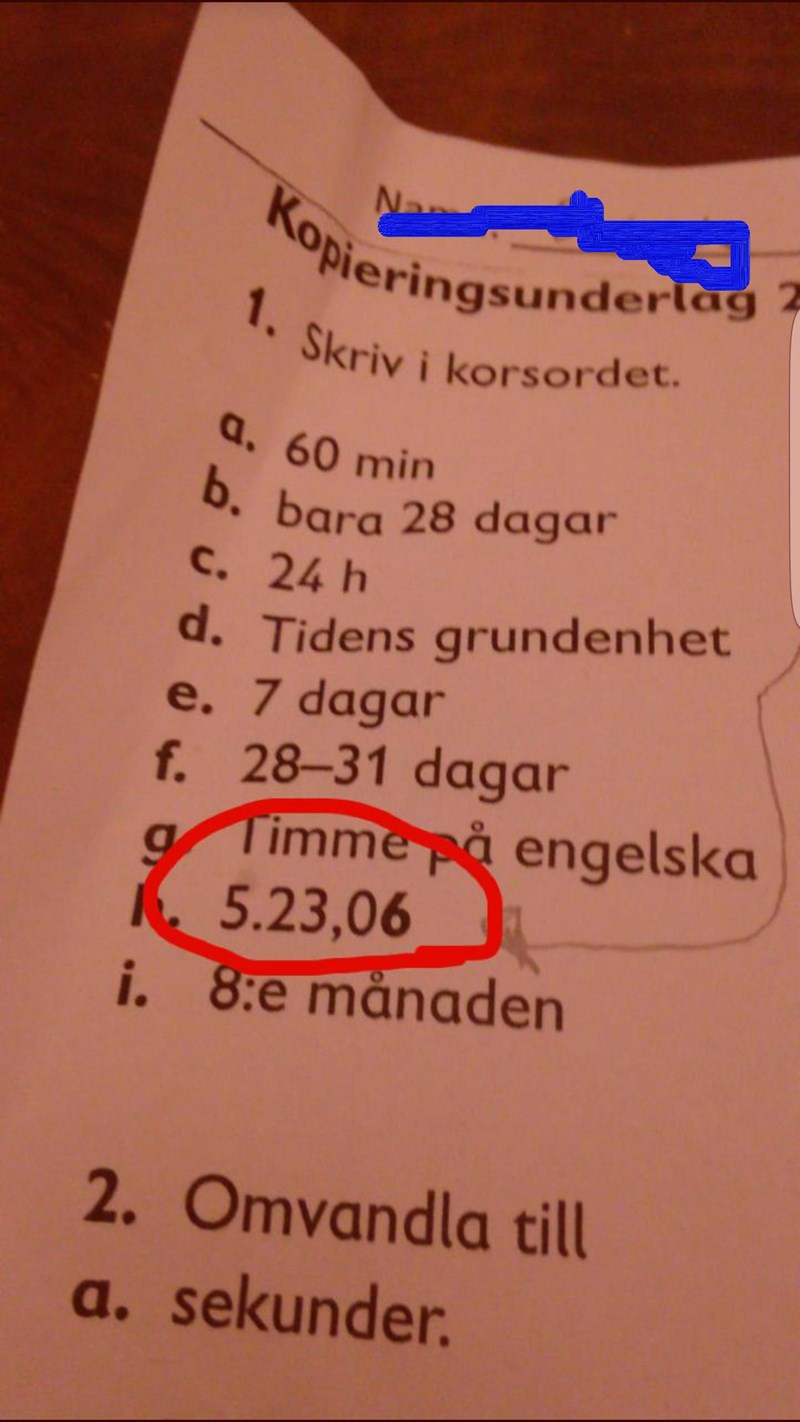 Kopieringsunderlag 2
1. Skriv i korsordet.
a. 60 min
b. bara 28 dagar
c. 24 h
d. Tidens grundenhet
e. 7 dagar
f. 28–31 dagar
g. Timme på engelska
h. 5.23,06
i. 8:e månaden
2. Omvandla till
a. sekunder.